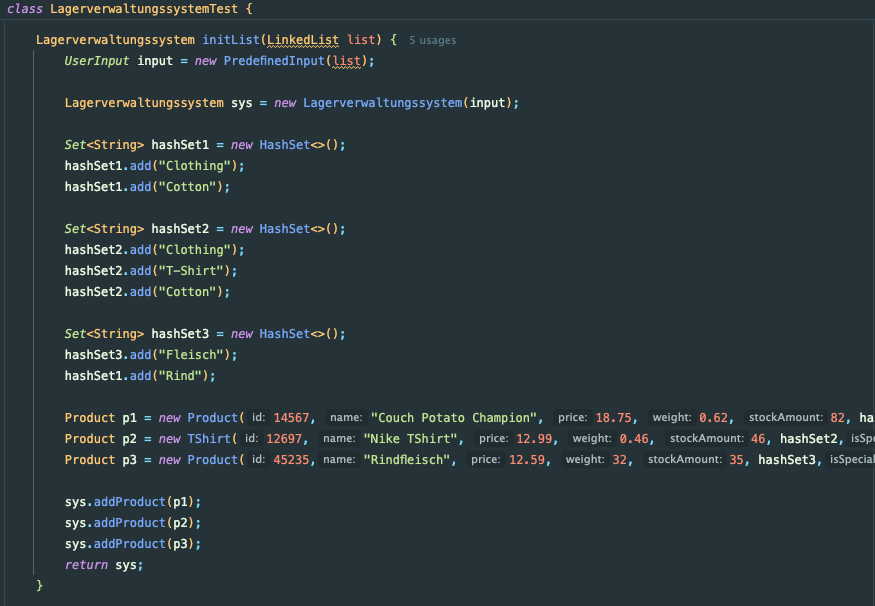 class LagerverwaltungssystemTest {
Lagerverwaltungssystem initList(LinkedList list) { 5 usages
UserInput input = new PredefinedInput(list);
Lagerverwaltungssystem sys = new Lagerverwaltungssystem(input);
Set<String> hashSet1 = new HashSet<>();
hashSet1.add("Clothing");
hashSet1.add("Cotton");
Set<String> hashSet2 = new HashSet<>();
hashSet2.add("Clothing");
hashSet2.add("T-Shirt");
hashSet2.add("Cotton");
Set<String> hashSet3 = new HashSet<>();
hashSet3.add("Fleisch");
hashSet1.add("Rind");
Product p1 = new Product( id: 14567, name: "Couch Potato Champion", price: 18.75, weight: 0.62, stockAmount: 82, ha
Product p2 = new TShirt( id: 12697, name: "Nike TShirt", price: 12.99, weight: 0.46, stockAmount: 46, hashSet2, isSpe
Product p3 = new Product( id: 45235, name: "Rindfleisch", price: 12.59, weight: 32, stockAmount: 35, hashSet3, isSpecial
sys.addProduct(p1);
sys.addProduct(p2);
sys.addProduct(p3);
return sys;
}